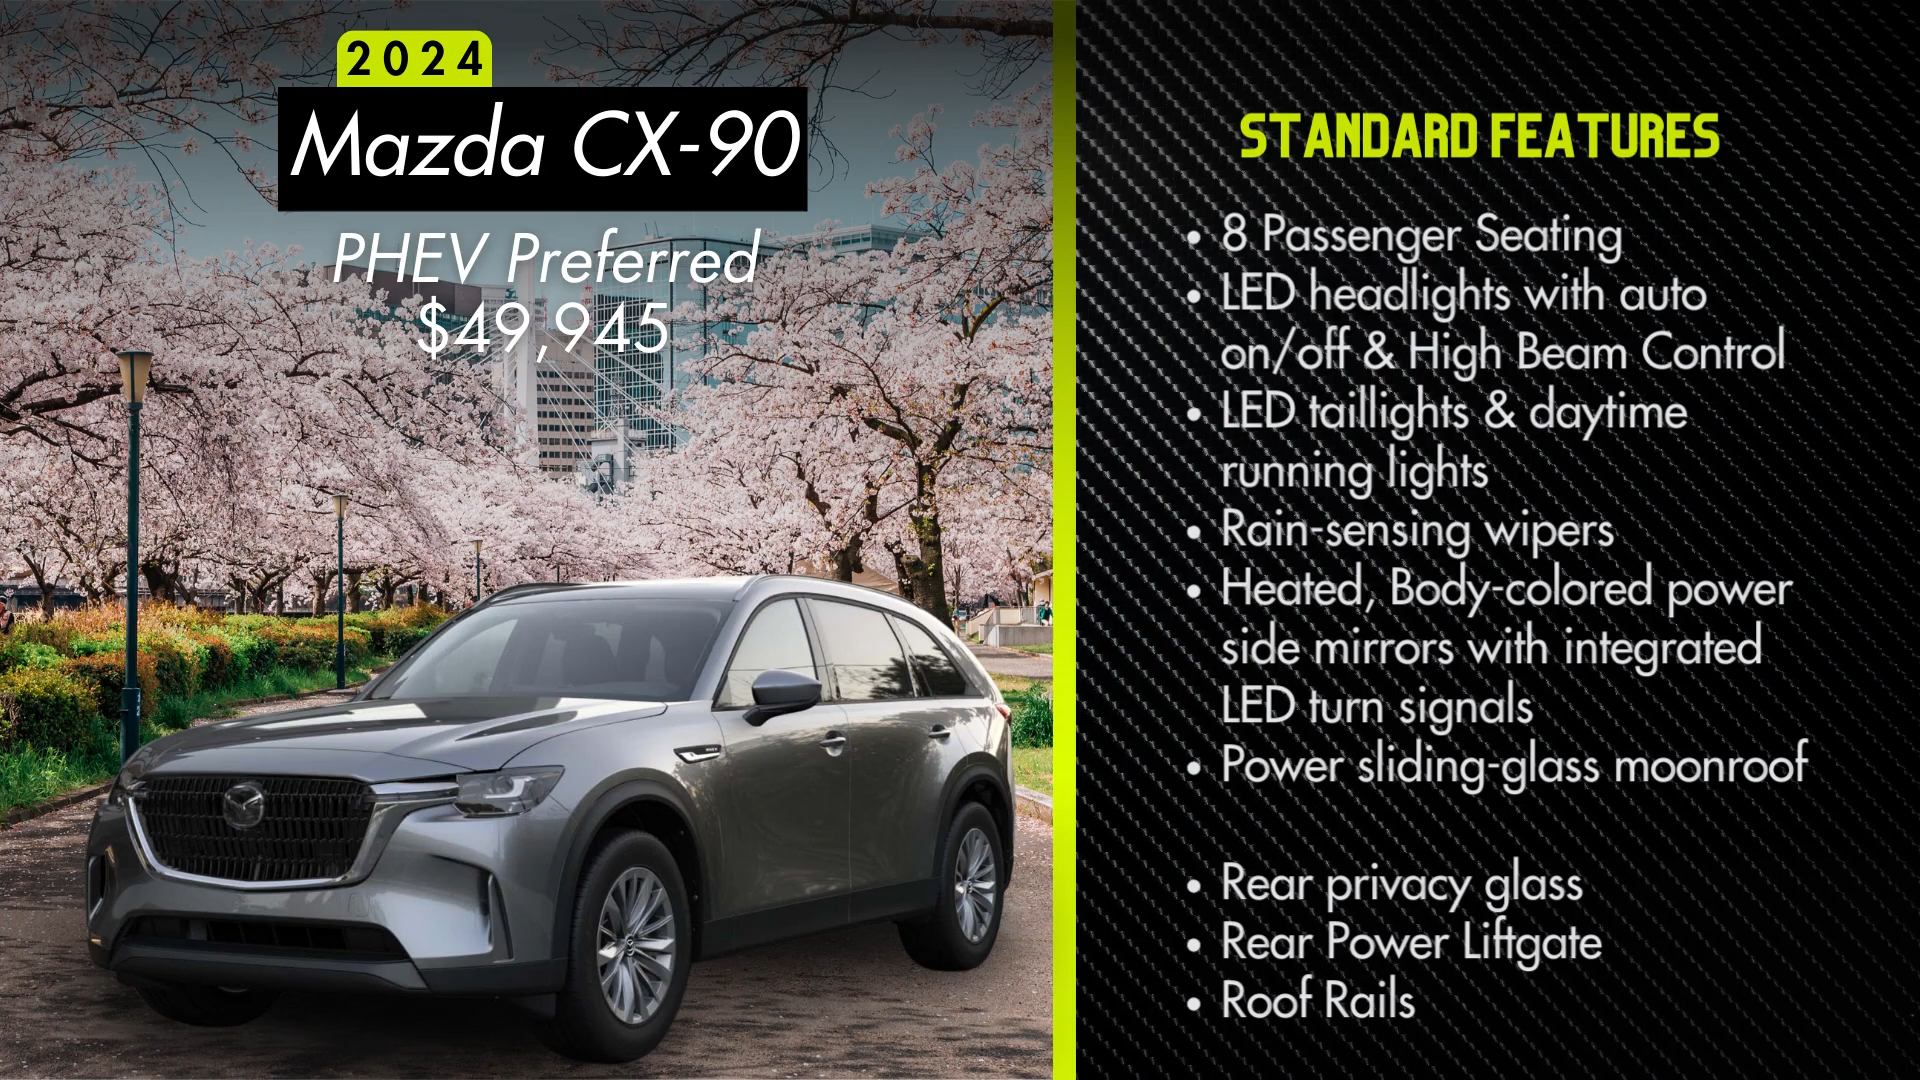 2024
Mazda CX-90
PHEV Preferred
$49,945
STANDARD FEATURES
• 8 Passenger Seating
• LED headlights with auto
on/off & High Beam Control
• LED taillights & daytime
running lights
• Rain-sensing wipers
• Heated, Body-colored power
side mirrors with integrated
LED turn signals
• Power sliding-glass moonroof
• Rear privacy glass
• Rear Power Liftgate
• Roof Rails